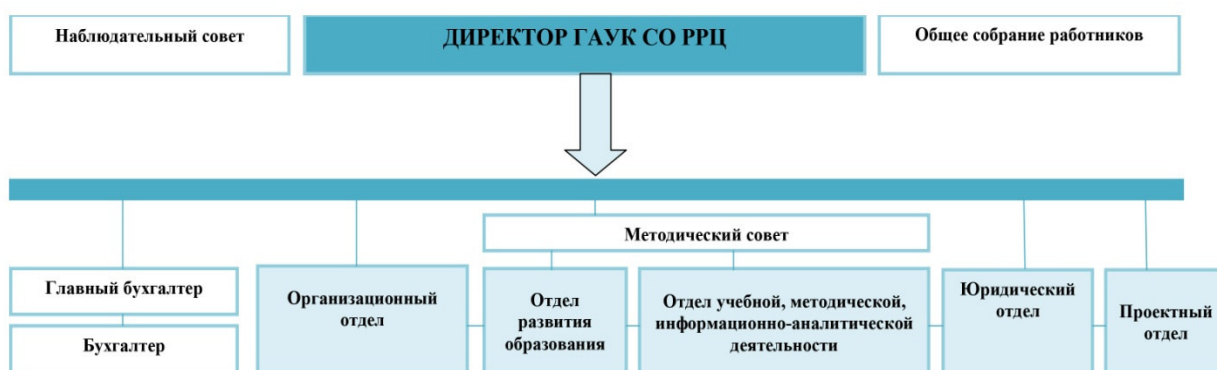 Наблюдательный совет
ДИРЕКТОР ГАУК СО РРЦ
Общее собрание работников
Методический совет
Главный бухгалтер
Бухгалтер
Организационный
отдел
Отдел
развития
образования
Отдел учебной, методической,
информационно-аналитической
деятельности
Юридический
отдел
Проектный
отдел